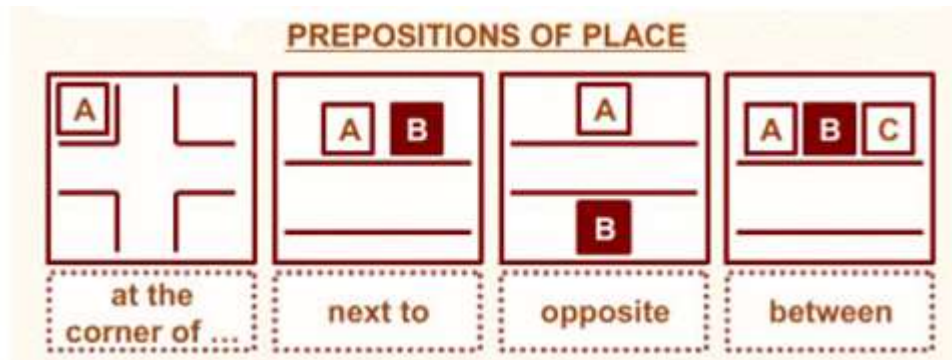 PREPOSITIONS OF PLACE
A
A B
A
B
A B C
at the
corner of ...
next to
opposite
between